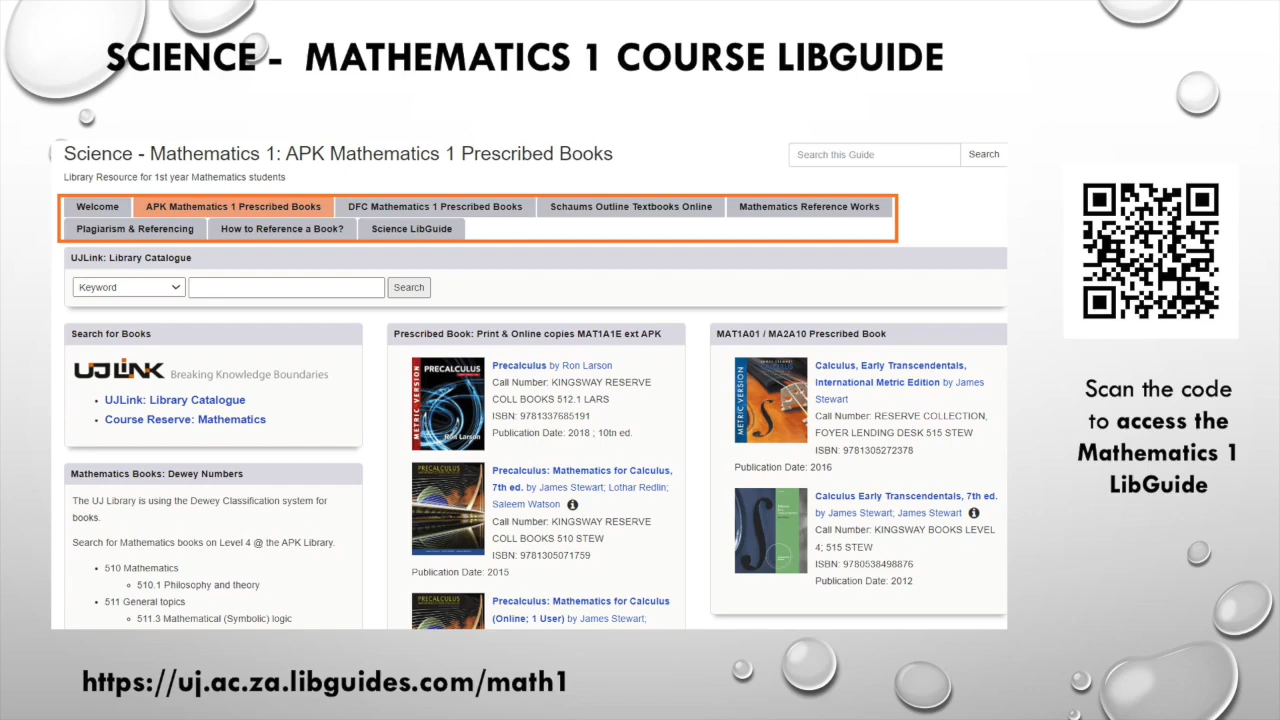 SCIENCE - MATHEMATICS 1 COURSE LIBGUIDE
Science - Mathematics 1: APK Mathematics 1 Prescribed Books
Search this Guide
Search
Library Resource for 1st year Mathematics students
Welcome
APK Mathematics 1 Prescribed Books
DFC Mathematics 1 Prescribed Books
Schaums Outline Textbooks Online
Mathematics Reference Works
Plagiarism & Referencing
How to Reference a Book?
Science LibGuide
UJLink: Library Catalogue
Keyword
Search
Search for Books
UJLINK Breaking Knowledge Boundaries
• UJLink: Library Catalogue
• Course Reserve: Mathematics
Mathematics Books: Dewey Numbers
The UJ Library is using the Dewey Classification system for
books.
Search for Mathematics books on Level 4 @ the APK Library.
• 510 Mathematics
510.1 Philosophy and theory
• 511 General topics
511.3 Mathematical (Symbolic) logic
Prescribed Book: Print & Online copies MAT1A1E ext APK
METRIC VERSION
PRECALCULUS
Ron Larson
Precalculus by Ron Larson
Call Number: KINGSWAY RESERVE
COLL BOOKS 512.1 LARS
ISBN: 9781337685191
Publication Date: 2018 ; 10tn ed.
PRECALCULUS
Precalculus: Mathematics for Calculus,
7th ed. by James Stewart; Lothar Redlin;
Saleem Watson
Call Number: KINGSWAY RESERVE
COLL BOOKS 510 STEW
ISBN: 9781305071759
Publication Date: 2015
PRECALCULUS
Precalculus: Mathematics for Calculus
(Online; 1 User) by James Stewart;
MAT1A01 / MA2A10 Prescribed Book
METRIC VERSION
CALCULUS
Calculus, Early Transcendentals,
International Metric Edition by James
Stewart
Call Number: RESERVE COLLECTION,
FOYER LENDING DESK 515 STEW
ISBN: 9781305272378
Publication Date: 2016
Calculus Early Transcendents, 7th ed.
by James Stewart; James Stewart
Call Number: KINGSWAY BOOKS LEVEL
4; 515 STEW
ISBN: 9780538498876
Publication Date: 2012
Scan the code
to access the
Mathematics 1
LibGuide
https://uj.ac.za.libguides.com/math1